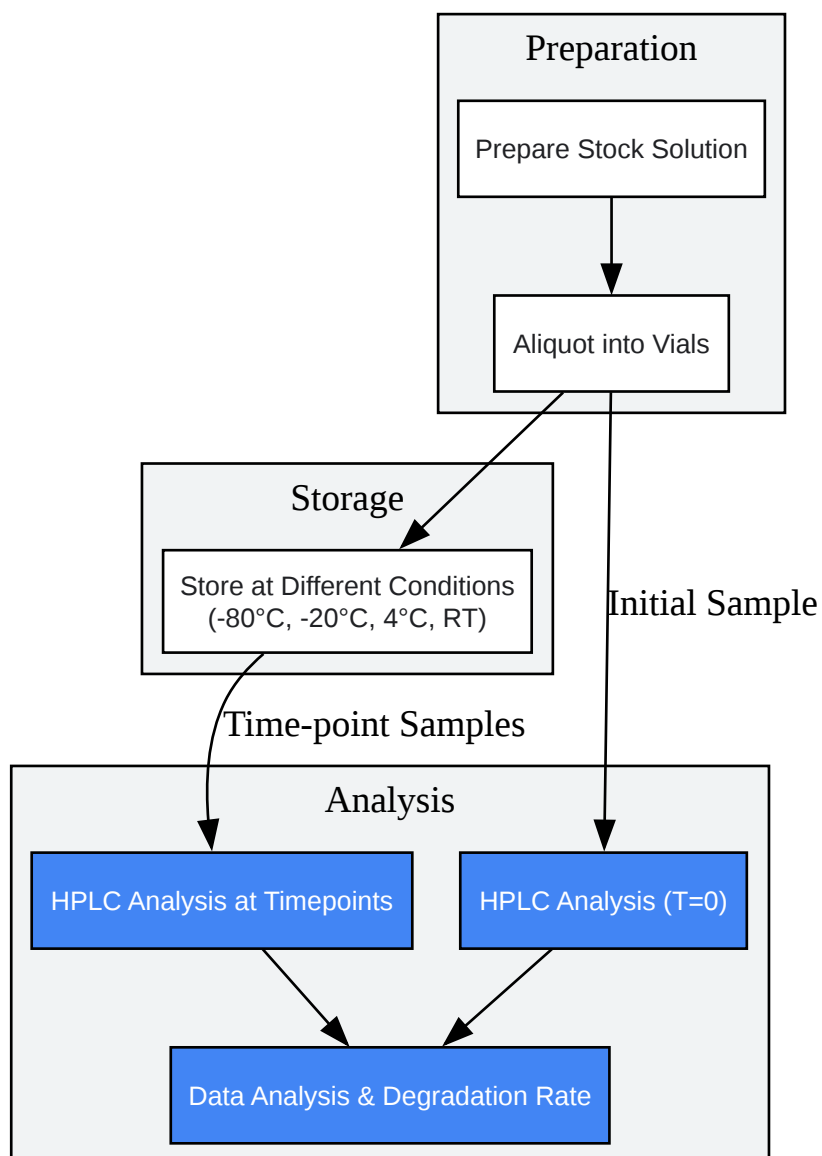 Preparation
Prepare Stock Solution
Aliquot into Vials
Storage
Store at Different Conditions
(-80°C, -20°C, 4°C, RT)
Initial Sample
Time-point Samples
Analysis
HPLC Analysis at Timepoints
HPLC Analysis (T=0)
Data Analysis & Degradation Rate